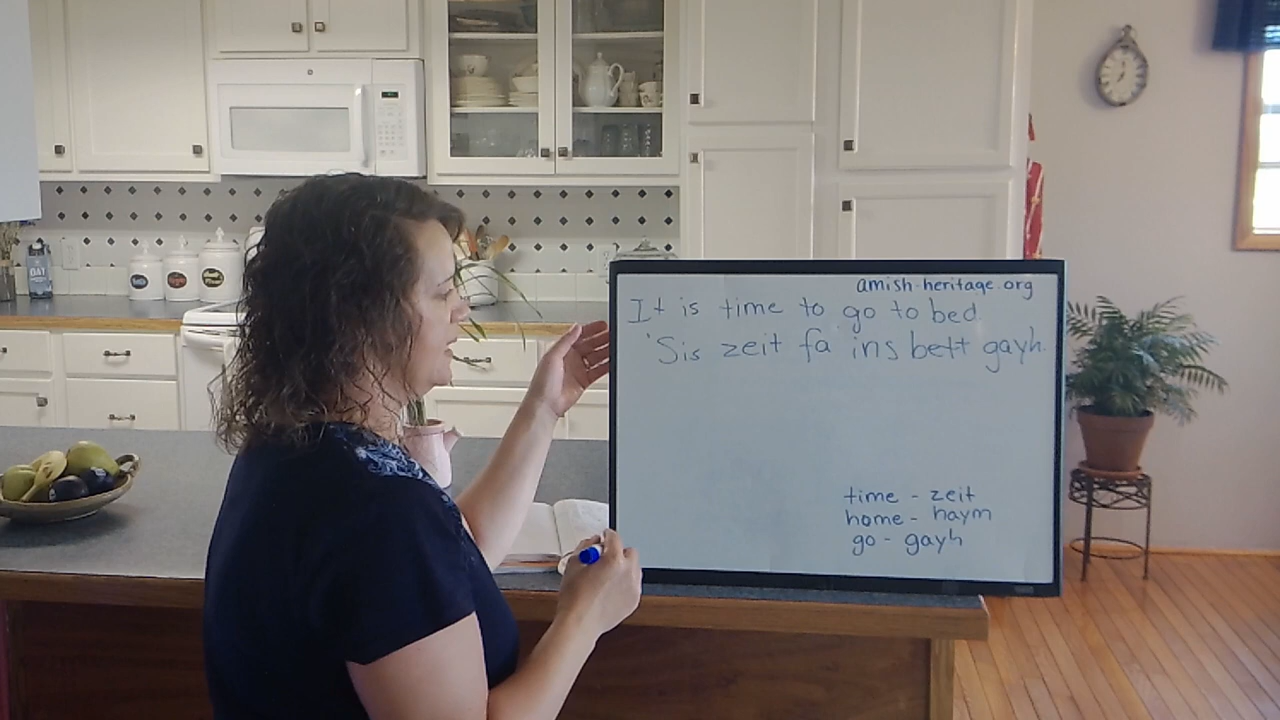 amish-heritage.org
It is time to go to bed
'Sis zeit fa ins bett gayh.
time - zeit
home - haym
go - gayh
OAT